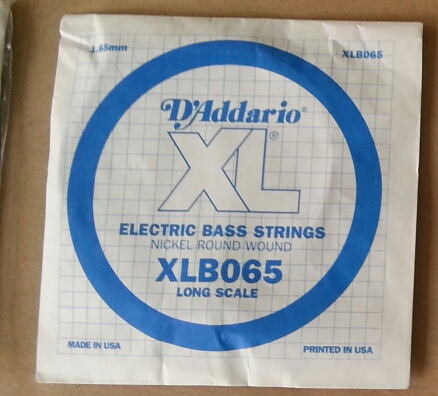 1.65mm XLB065
D'Addario®
XL®
ELECTRIC BASS STRINGS
NICKEL ROUND WOUND
XLB065
LONG SCALE
MADE IN USA PRINTED IN USA